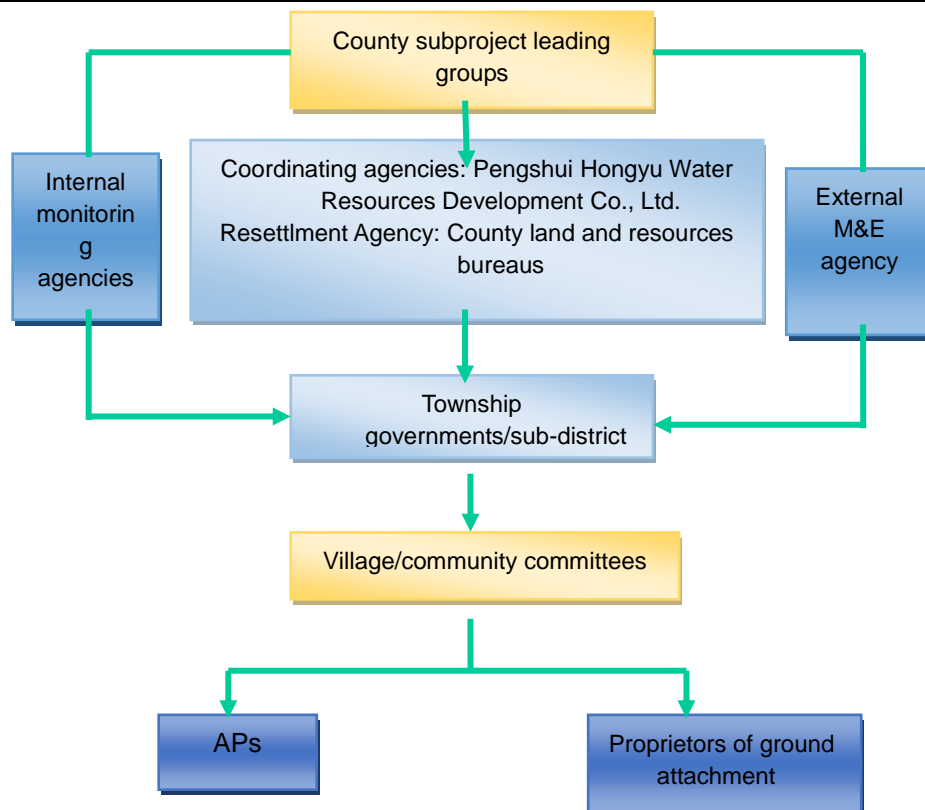 County subproject leading
groups
Internal
monitorin
g
agencies
Coordinating agencies: Pengshui Hongyu Water
Resources Development Co., Ltd.
Resettlment Agency: County land and resources
bureaus
External
M&E
agency
Township
governments/sub-district
Village/community committees
APs
Proprietors of ground
attachment